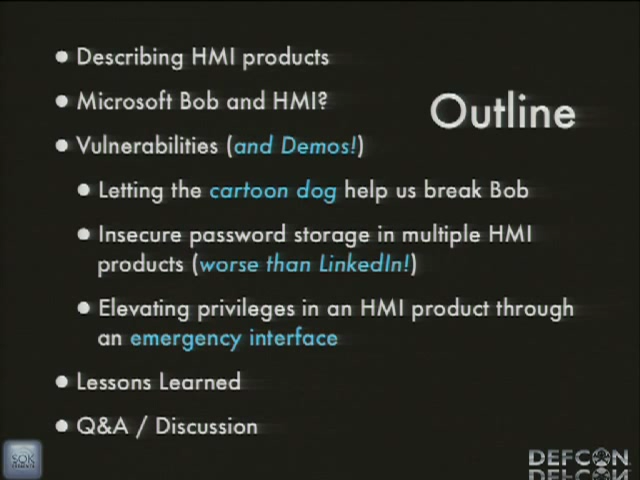 Outline
Describing HMI products
Microsoft Bob and HMI?
Vulnerabilities (and Demos!)
Letting the cartoon dog help us break Bob
Insecure password storage in multiple HMI
products (worse than LinkedIn!)
Elevating privileges in an HMI product through
an emergency interface
Lessons Learned
Q&A / Discussion
SOK
DEFCON